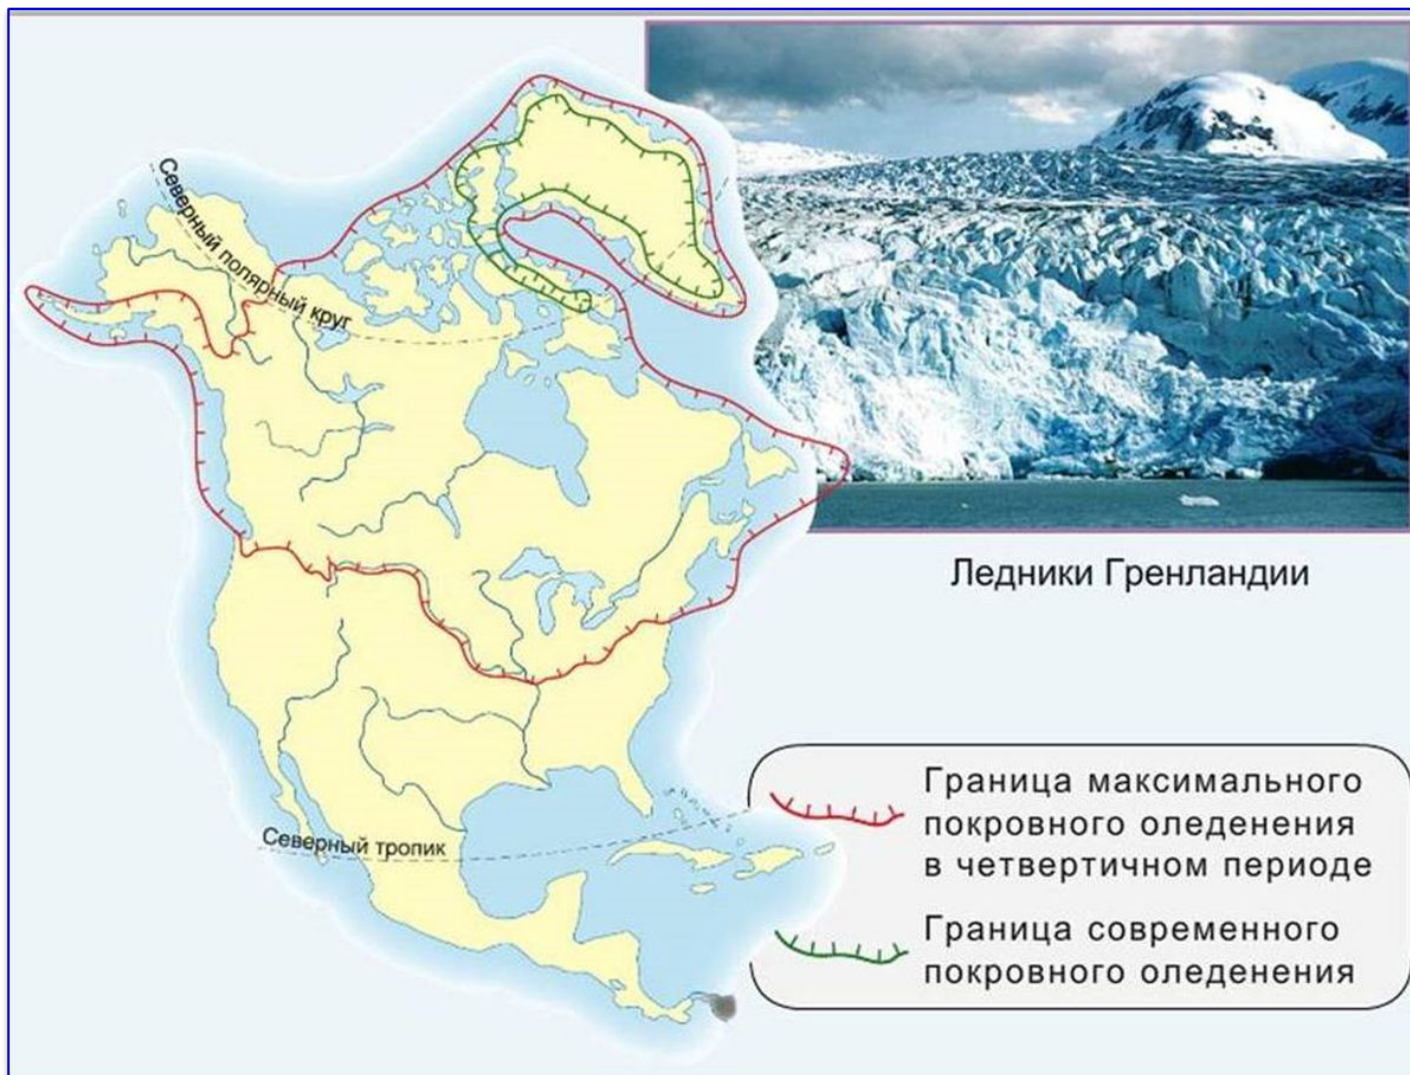 Северный полярный круг
Ледники Гренландии
Граница максимального
покровного оледенения
в четвертичном периоде
Северный тропик
Граница современного
покровного оледенения